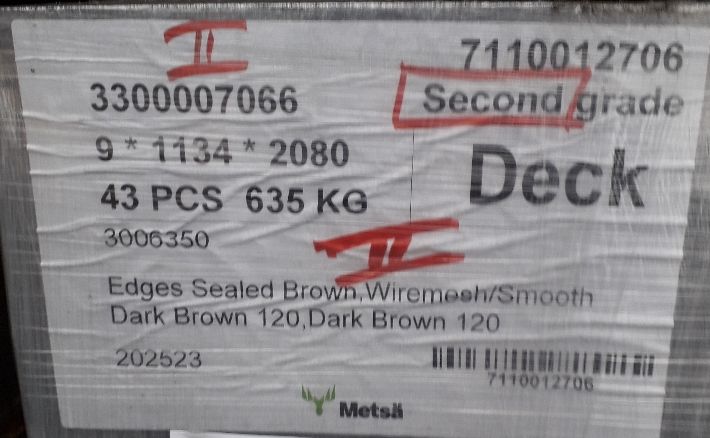 II
7110012706
3300007066
Second grade
9 * 1134 * 2080
Deck
43 PCS 635 KG
3006350
II
Edges Sealed Brown,Wiremesh/Smooth
Dark Brown 120,Dark Brown 120
202523
7110012706
Metsä